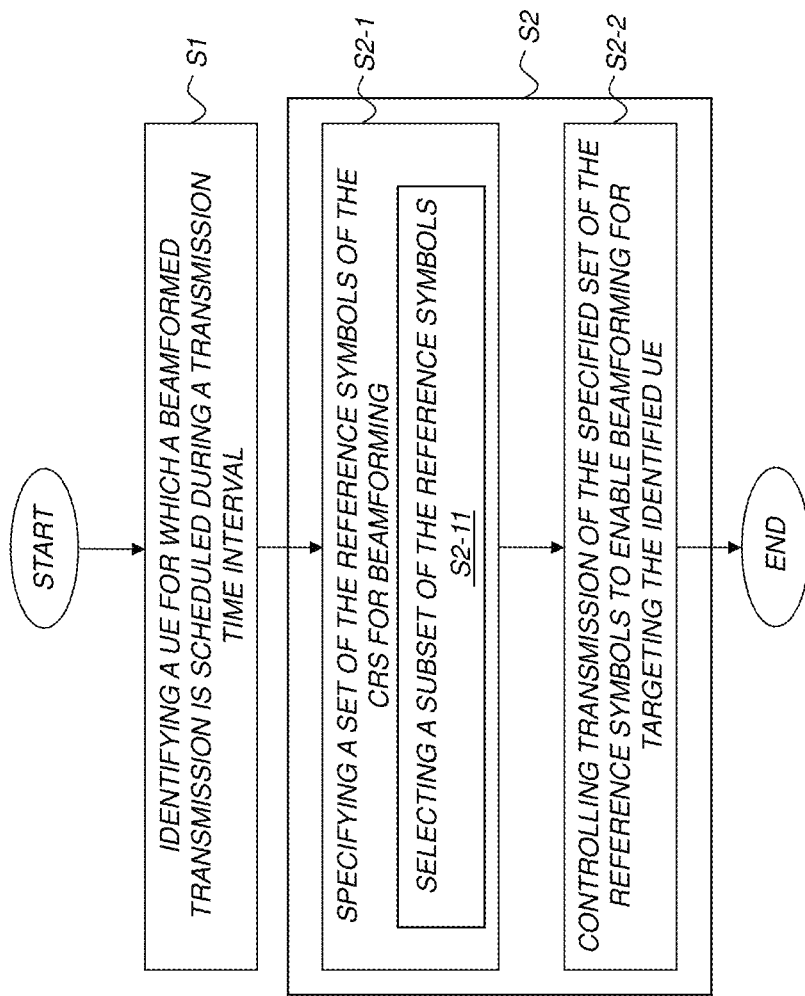 START
IDENTIFYING A UE FOR WHICH A BEAMFORMED
TRANSMISSION IS SCHEDULED DURING A TRANSMISSION
TIME INTERVAL
S1
SPECIFYING A SET OF THE REFERENCE SYMBOLS OF THE
CRS FOR BEAMFORMING
S2-1
SELECTING A SUBSET OF THE REFERENCE SYMBOLS
S2-11
S2
CONTROLLING TRANSMISSION OF THE SPECIFIED SET OF THE
REFERENCE SYMBOLS TO ENABLE BEAMFORMING FOR
TARGETING THE IDENTIFIED UE
S2-2
END